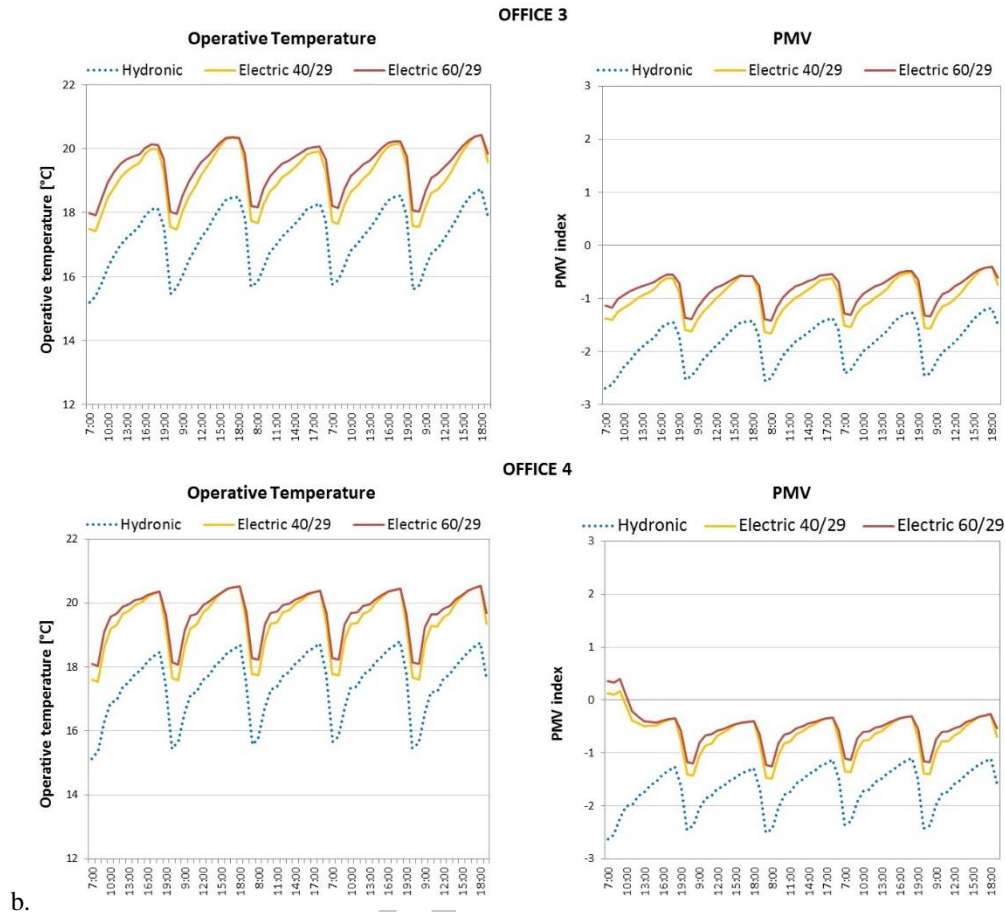 OFFICE 3
Operative Temperature
Hydronic Electric 40/29 Electric 60/29
Operative temperature [°C]
22
20
18
16
14
12
7:00 10:00 13:00 16:00 19:00 9:00 12:00 15:00 18:00 8:00 11:00 14:00 17:00 7:00 10:00 13:00 16:00 19:00 9:00 12:00 15:00 18:00
PMV
Hydronic Electric 40/29 Electric 60/29
PMV index
3
2
1
0
-1
-2
-3
7:00 10:00 13:00 16:00 19:00 9:00 12:00 15:00 18:00 8:00 11:00 14:00 17:00 7:00 10:00 13:00 16:00 19:00 9:00 12:00 15:00 18:00
OFFICE 4
Operative Temperature
Hydronic Electric 40/29 Electric 60/29
Operative temperature [°C]
22
20
18
16
14
12
7:00 10:00 13:00 16:00 19:00 9:00 12:00 15:00 18:00 8:00 11:00 14:00 17:00 7:00 10:00 13:00 16:00 19:00 9:00 12:00 15:00 18:00
PMV
Hydronic Electric 40/29 Electric 60/29
PMV index
3
2
1
0
-1
-2
-3
7:00 10:00 13:00 16:00 19:00 9:00 12:00 15:00 18:00 8:00 11:00 14:00 17:00 7:00 10:00 13:00 16:00 19:00 9:00 12:00 15:00 18:00
b.